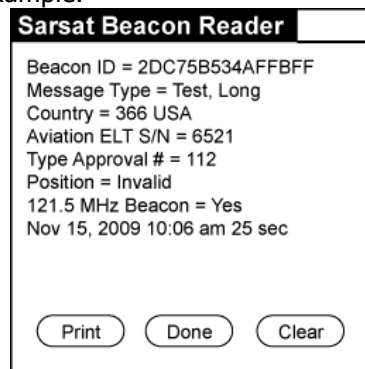 Sarsat Beacon Reader
Beacon ID = 2DC75B534AFFBFF
Message Type = Test, Long
Country = 366 USA
Aviation ELT S/N = 6521
Type Approval # = 112
Position = Invalid
121.5 MHz Beacon = Yes
Nov 15, 2009 10:06 am 25 sec
Print Done Clear